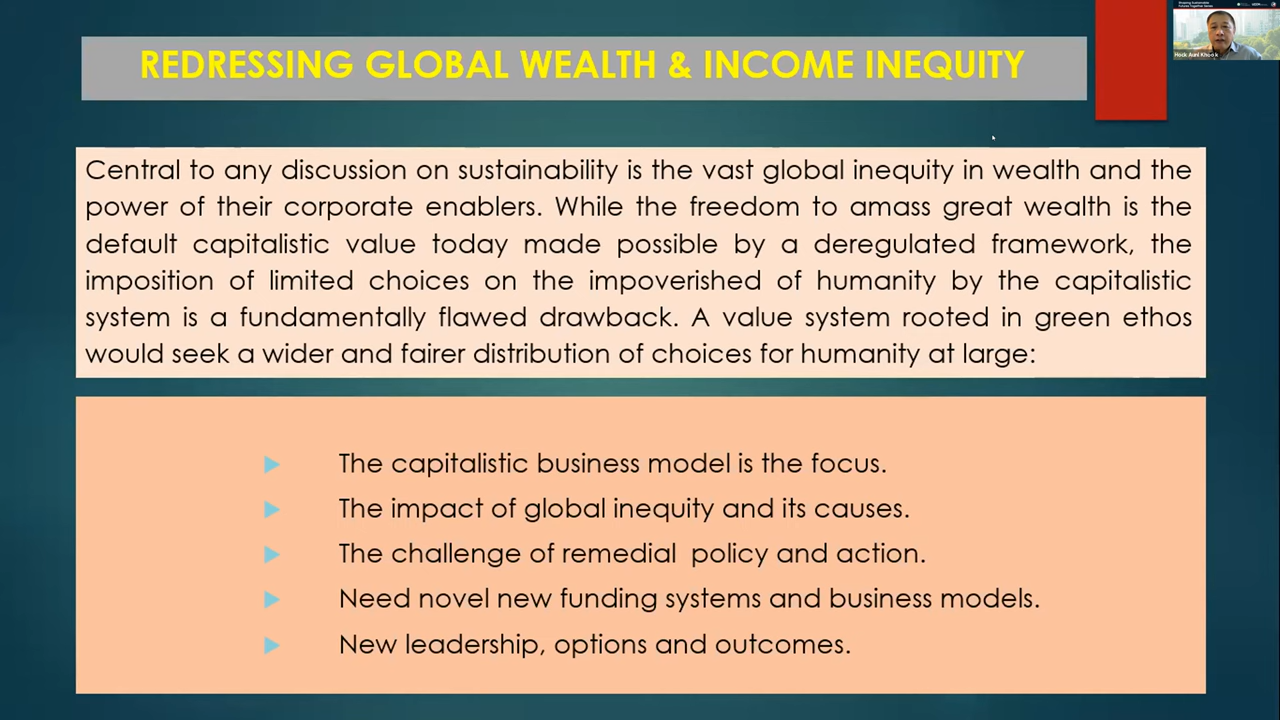 REDRESSING GLOBAL WEALTH & INCOME INEQUITY
Central to any discussion on sustainability is the vast global inequity in wealth and the
power of their corporate enablers. While the freedom to amass great wealth is the
default capitalistic value today made possible by a deregulated framework, the
imposition of limited choices on the impoverished of humanity by the capitalistic
system is a fundamentally flawed drawback. A value system rooted in green ethos
would seek a wider and fairer distribution of choices for humanity at large:
The capitalistic business model is the focus.
The impact of global inequity and its causes.
The challenge of remedial policy and action.
Need novel new funding systems and business models.
New leadership, options and outcomes.